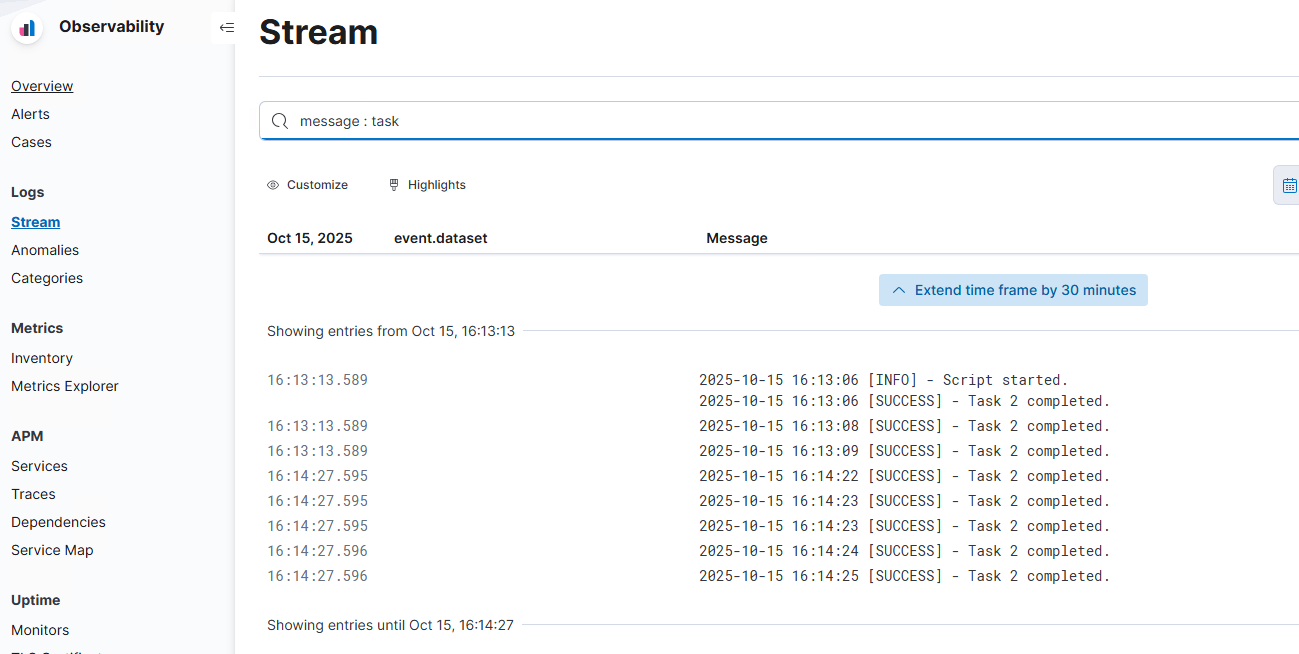 Observability
Overview
Alerts
Cases
Logs
Stream
Anomalies
Categories
Metrics
Inventory
Metrics Explorer
APM
Services
Traces
Dependencies
Service Map
Uptime
Monitors
Stream
message : task
Customize Highlights
Oct 15, 2025 event.dataset Message
Extend time frame by 30 minutes
Showing entries from Oct 15, 16:13:13
16:13:13.589 2025-10-15 16:13:06 [INFO] - Script started.
2025-10-15 16:13:06 [SUCCESS] - Task 2 completed.
16:13:13.589 2025-10-15 16:13:08 [SUCCESS] - Task 2 completed.
16:13:13.589 2025-10-15 16:13:09 [SUCCESS] - Task 2 completed.
16:14:27.595 2025-10-15 16:14:22 [SUCCESS] - Task 2 completed.
16:14:27.595 2025-10-15 16:14:23 [SUCCESS] - Task 2 completed.
16:14:27.595 2025-10-15 16:14:23 [SUCCESS] - Task 2 completed.
16:14:27.596 2025-10-15 16:14:24 [SUCCESS] - Task 2 completed.
16:14:27.596 2025-10-15 16:14:25 [SUCCESS] - Task 2 completed.
Showing entries until Oct 15, 16:14:27